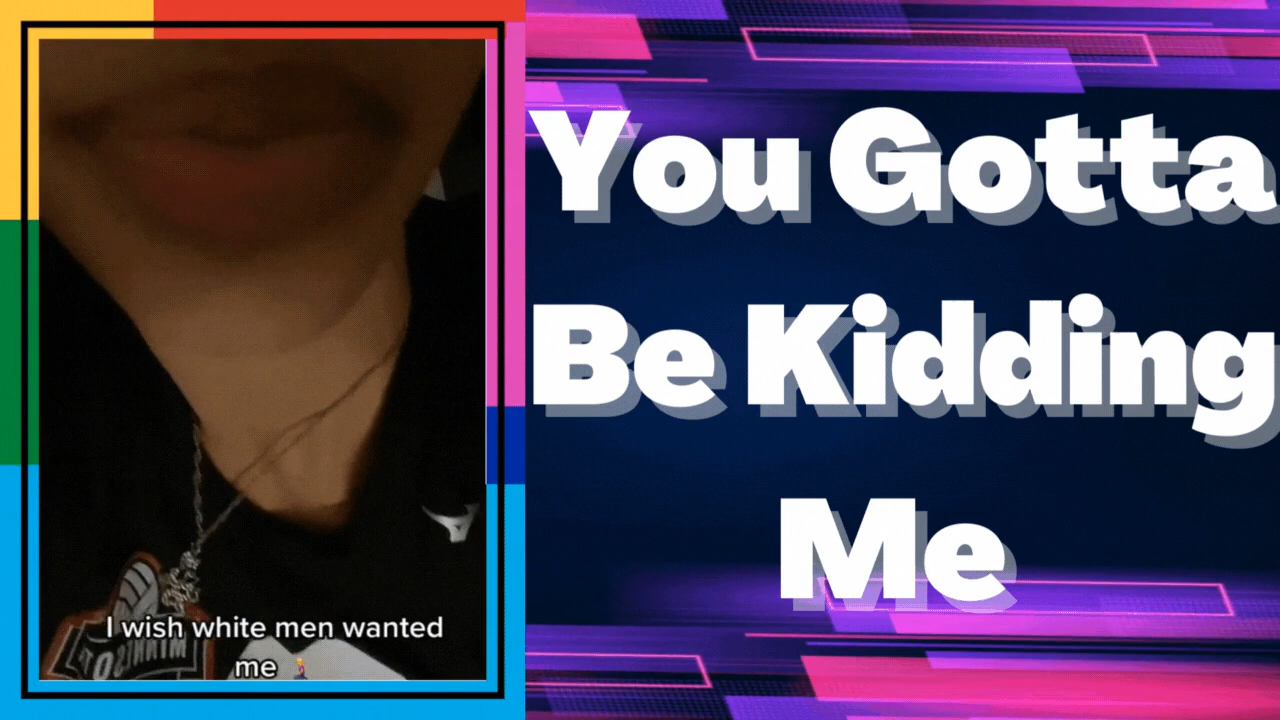 I wish white men wanted
me 🤷‍♀️
You Gotta
Be Kidding
Me